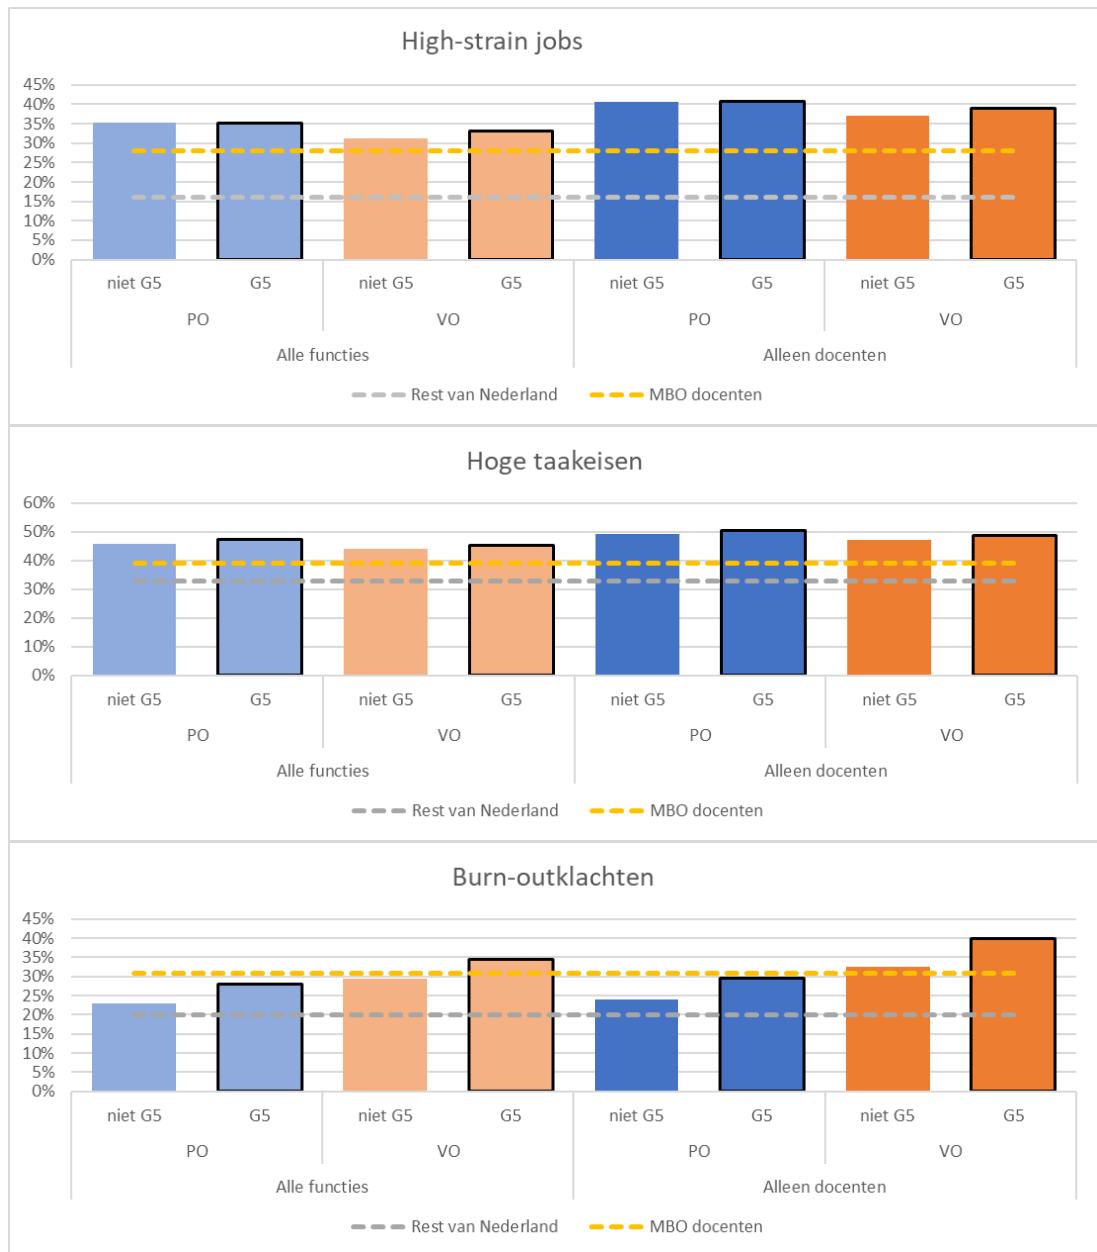 High-strain jobs
45%
40%
35%
30%
25%
20%
15%
10%
5%
0%
niet G5 G5 niet G5 G5 niet G5 G5 niet G5 G5
PO VO PO VO
Alle functies Alleen docenten
Rest van Nederland MBO docenten
Hoge taakeisen
60%
50%
40%
30%
20%
10%
0%
niet G5 G5 niet G5 G5 niet G5 G5 niet G5 G5
PO VO PO VO
Alle functies Alleen docenten
Rest van Nederland MBO docenten
Burn-outklachten
45%
40%
35%
30%
25%
20%
15%
10%
5%
0%
niet G5 G5 niet G5 G5 niet G5 G5 niet G5 G5
PO VO PO VO
Alle functies Alleen docenten
Rest van Nederland MBO docenten